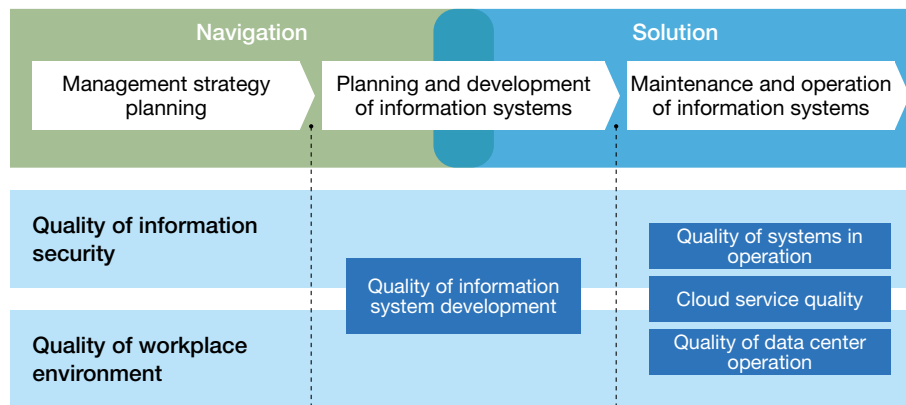 Navigation
Solution
Management strategy
planning
Planning and development
of information systems
Maintenance and operation
of information systems
Quality of information
security
Quality of systems in
operation
Quality of information
system development
Cloud service quality
Quality of workplace
environment
Quality of data center
operation